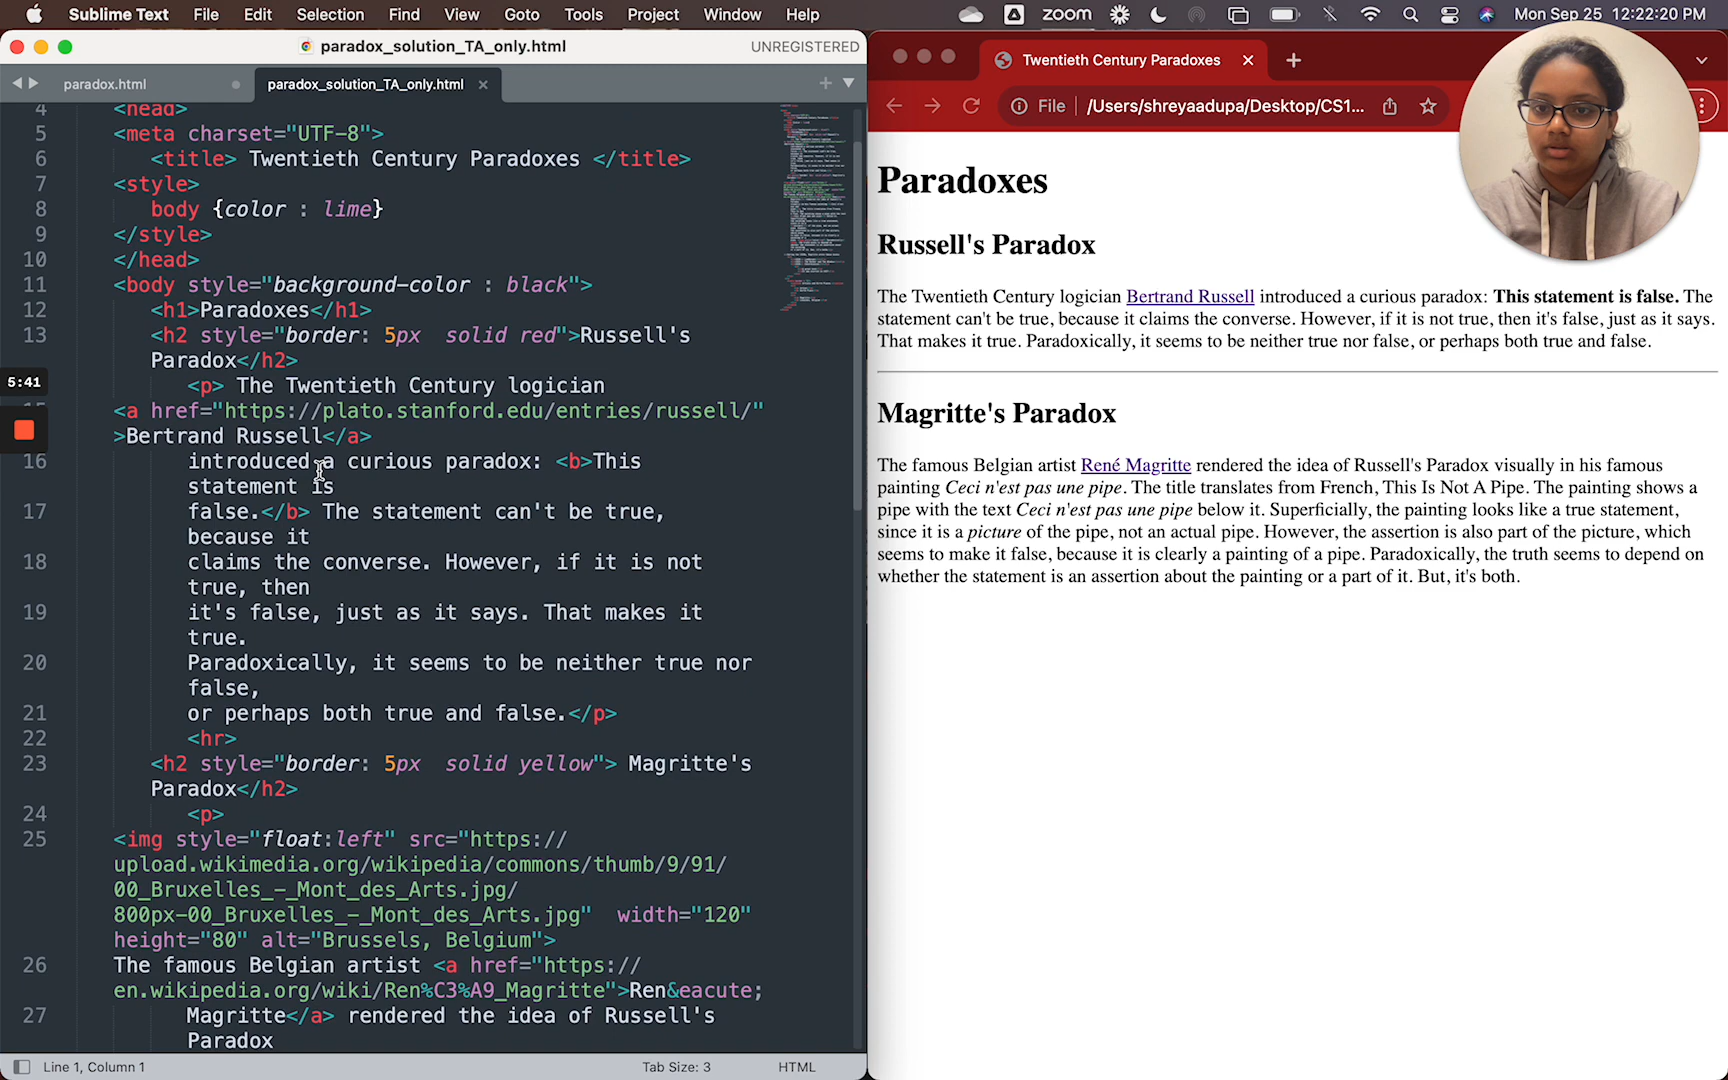 Sublime Text File Edit Selection Find View Goto Tools Project Window Help zoom Mon Sep 25 12:22:20 PM
paradox_solution_TA_only.html UNREGISTERED
paradox.html paradox_solution_TA_only.html ×
4 <head>
5 <meta charset="UTF-8">
6 <title> Twentieth Century Paradoxes </title>
7 <style>
8 body {color : lime}
9 </style>
10 </head>
11 <body style="background-color : black">
12 <h1>Paradoxes</h1>
13 <h2 style="border: 5px  solid red">Russell's
Paradox</h2>
<p> The Twentieth Century logician
5:41
<a href="https://plato.stanford.edu/entries/russell/"
>Bertrand Russell</a>
16 introduced a curious paradox: <b>This
statement is
17 false.</b> The statement can't be true,
because it
18 claims the converse. However, if it is not
true, then
19 it's false, just as it says. That makes it
true.
20 Paradoxically, it seems to be neither true nor
false,
21 or perhaps both true and false.</p>
22 <hr>
23 <h2 style="border: 5px  solid yellow"> Magritte's
Paradox</h2>
24 <p>
25 <img style="float:left" src="https://
upload.wikimedia.org/wikipedia/commons/thumb/9/91/
00_Bruxelles_-_Mont_des_Arts.jpg/
800px-00_Bruxelles_-_Mont_des_Arts.jpg"  width="120"
height="80" alt="Brussels, Belgium">
26 The famous Belgian artist <a href="https://
en.wikipedia.org/wiki/Ren%C3%A9_Magritte">Ren&eacute;
27 Magritte</a> rendered the idea of Russell's
Paradox
Line 1, Column 1 Tab Size: 3 HTML
Twentieth Century Paradoxes
File /Users/shreyaadupa/Desktop/CS1...
Paradoxes
Russell's Paradox
The Twentieth Century logician Bertrand Russell introduced a curious paradox: This statement is false. The
statement can't be true, because it claims the converse. However, if it is not true, then it's false, just as it says.
That makes it true. Paradoxically, it seems to be neither true nor false, or perhaps both true and false.
Magritte's Paradox
The famous Belgian artist René Magritte rendered the idea of Russell's Paradox visually in his famous
painting Ceci n'est pas une pipe. The title translates from French, This Is Not A Pipe. The painting shows a
pipe with the text Ceci n'est pas une pipe below it. Superficially, the painting looks like a true statement,
since it is a picture of the pipe, not an actual pipe. However, the assertion is also part of the picture, which
seems to make it false, because it is clearly a painting of a pipe. Paradoxically, the truth seems to depend on
whether the statement is an assertion about the painting or a part of it. But, it's both.